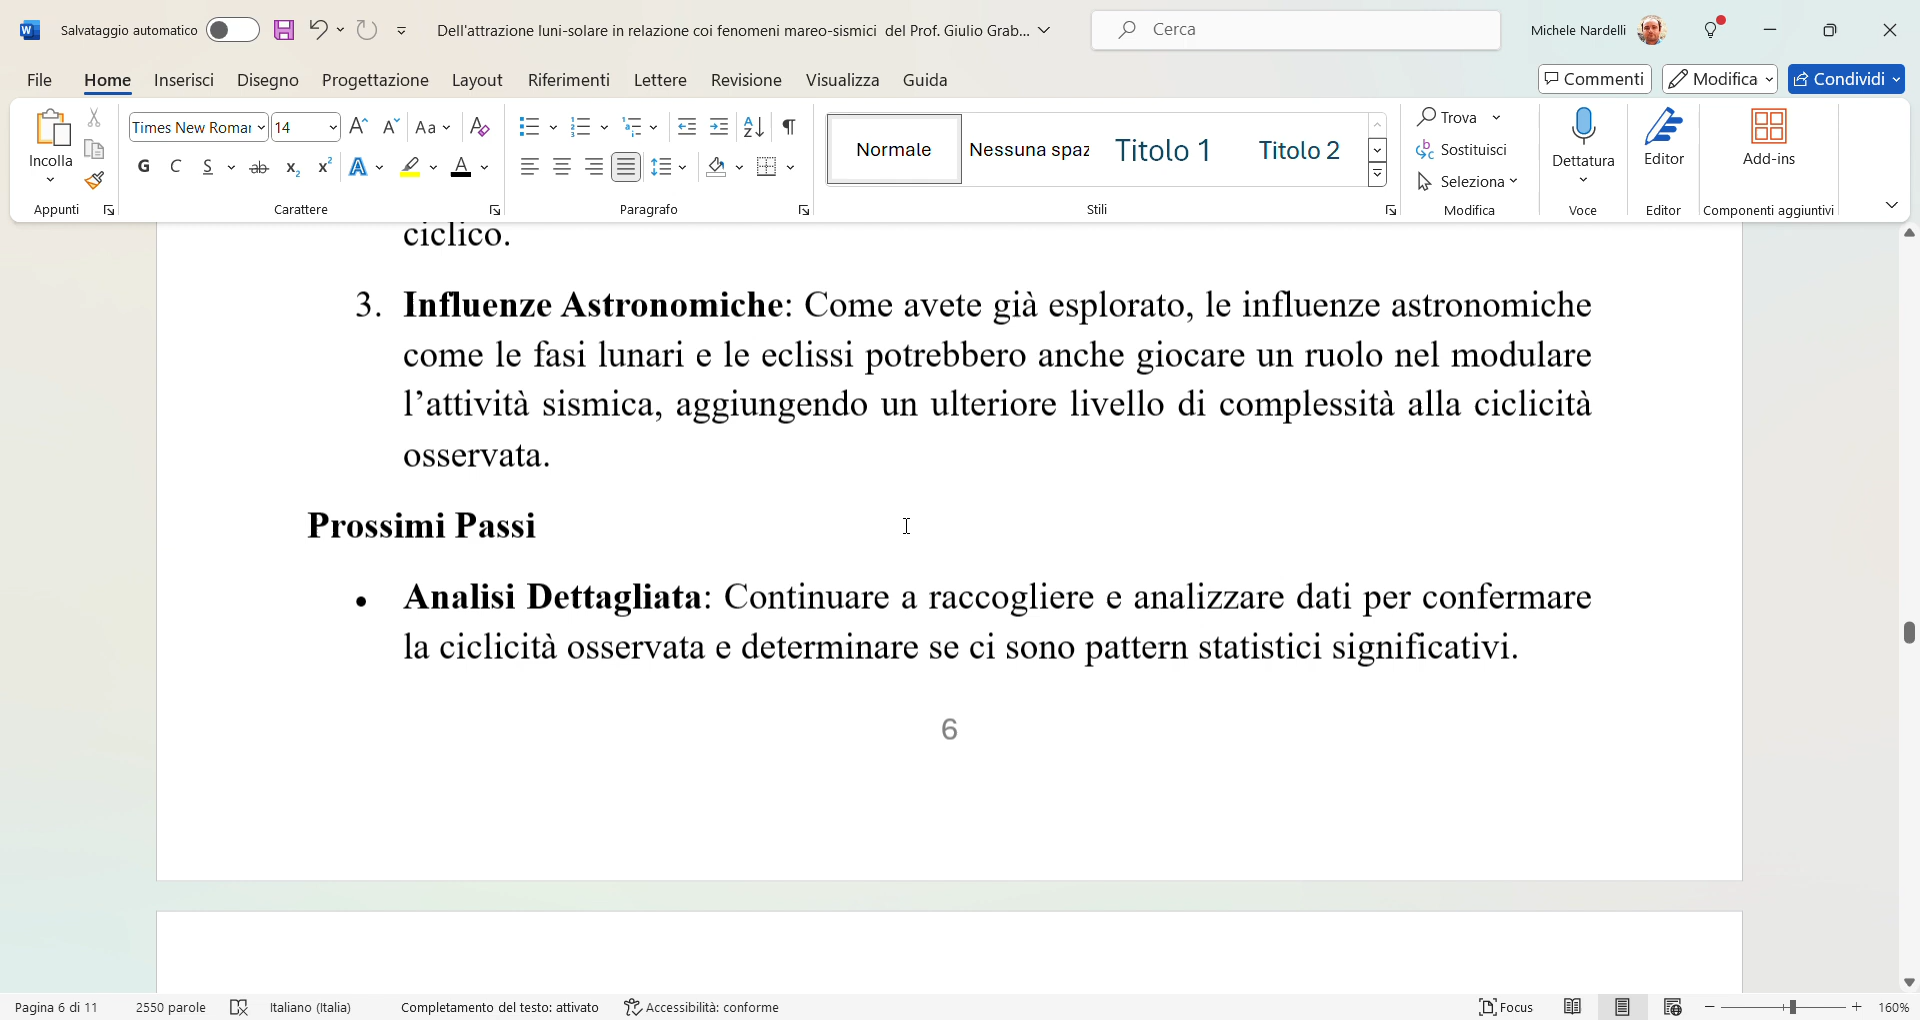 Salvataggio automatico
Dell'attrazione luni-solare in relazione coi fenomeni mareo-sismici del Prof. Giulio Grab...
Cerca
Michele Nardelli
File Home Inserisci Disegno Progettazione Layout Riferimenti Lettere Revisione Visualizza Guida
Commenti Modifica Condividi
Incolla
Appunti
Times New Roman 14
Aa
G C S ab x₂ x² A A
Carattere
Paragrafo
Normale Nessuna spaz Titolo 1 Titolo 2
Stili
Trova
Sostituisci
Seleziona
Modifica
Dettatura
Voce
Editor
Editor
Add-ins
Componenti aggiuntivi
ciclico.
3. Influenze Astronomiche: Come avete già esplorato, le influenze astronomiche
come le fasi lunari e le eclissi potrebbero anche giocare un ruolo nel modulare
l’attività sismica, aggiungendo un ulteriore livello di complessità alla ciclicità
osservata.
Prossimi Passi
• Analisi Dettagliata: Continuare a raccogliere e analizzare dati per confermare
la ciclicità osservata e determinare se ci sono pattern statistici significativi.
6
Pagina 6 di 11 2550 parole Italiano (Italia) Completamento del testo: attivato Accessibilità: conforme Focus 160%